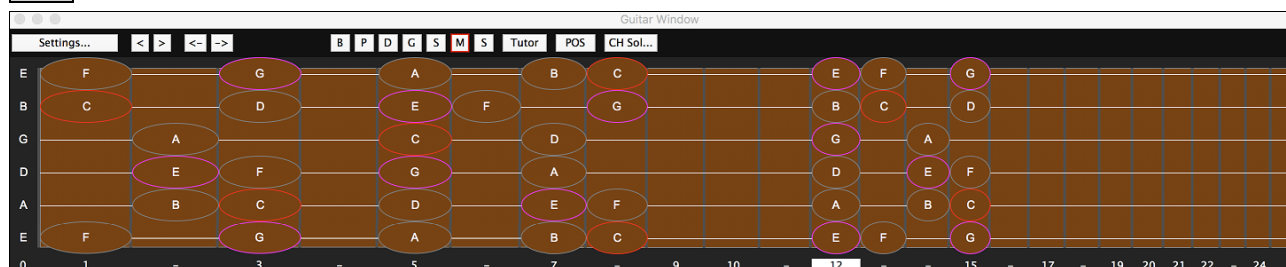 Guitar Window
Settings... < > <- -> B P D G S M S Tutor POS CH Sol...
E F G A B C E F G
B C D E F G B C D
G A C D G A
D E F G A D E F
A B C D E F A B C
E F G A B C E F G
0 1 – 3 – 5 – 7 – 9 10 – 12 – – 15 – 17 – 19 20 21 22 – 24